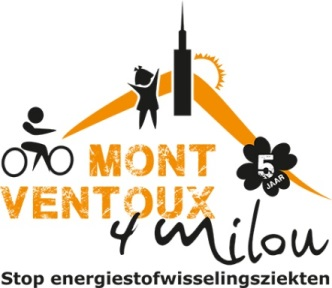 MONT
5
JAAR
VENTOUX
4 Milou
Stop energiestofwisselingsziekten